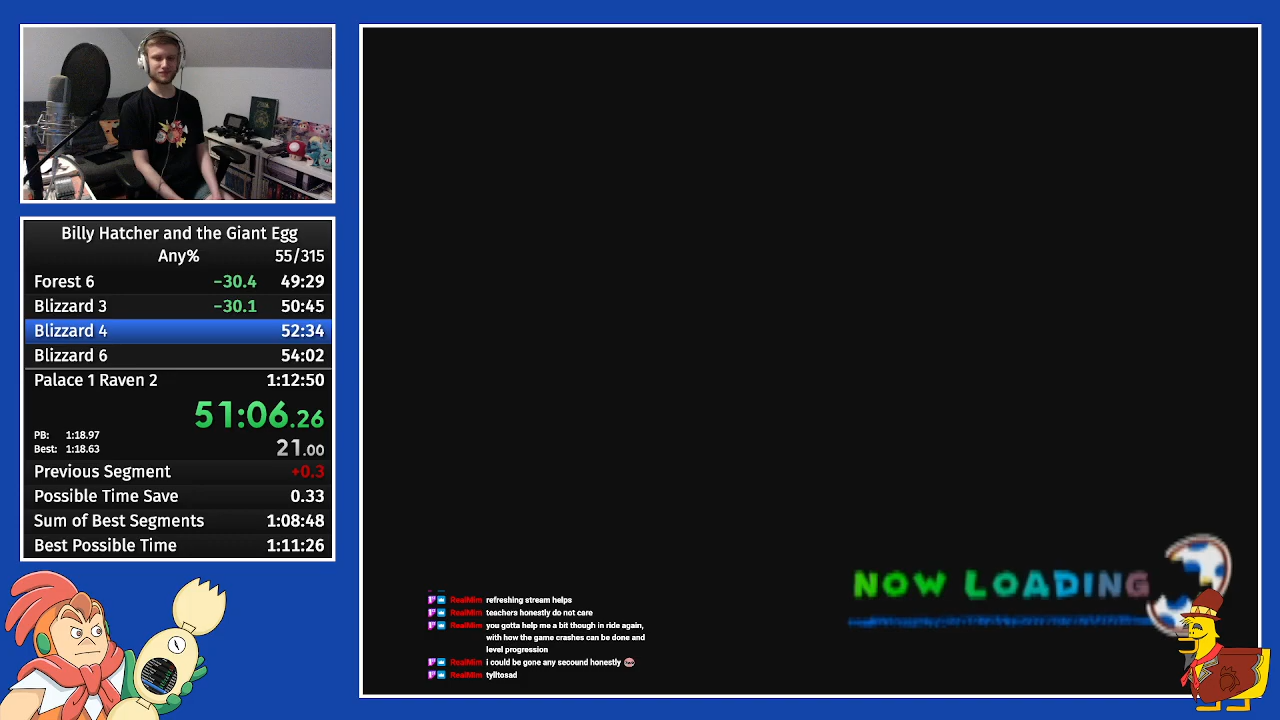 Billy Hatcher and the Giant Egg
Any% 55/315
Forest 6 −30.4 49:29
Blizzard 3 −30.1 50:45
Blizzard 4 52:34
Blizzard 6 54:02
Palace 1 Raven 2 1:12:50
51:06.26
PB: 1:18.97
Best: 1:18.63
21.00
Previous Segment +0.3
Possible Time Save 0.33
Sum of Best Segments 1:08:48
Best Possible Time 1:11:26
RealMim refreshing stream helps
RealMim teachers honestly do not care
RealMim you gotta help me a bit though in ride again,
with how the game crashes can be done and
level progression
RealMim i could be gone any secound honestly
RealMim
NOW LOADING